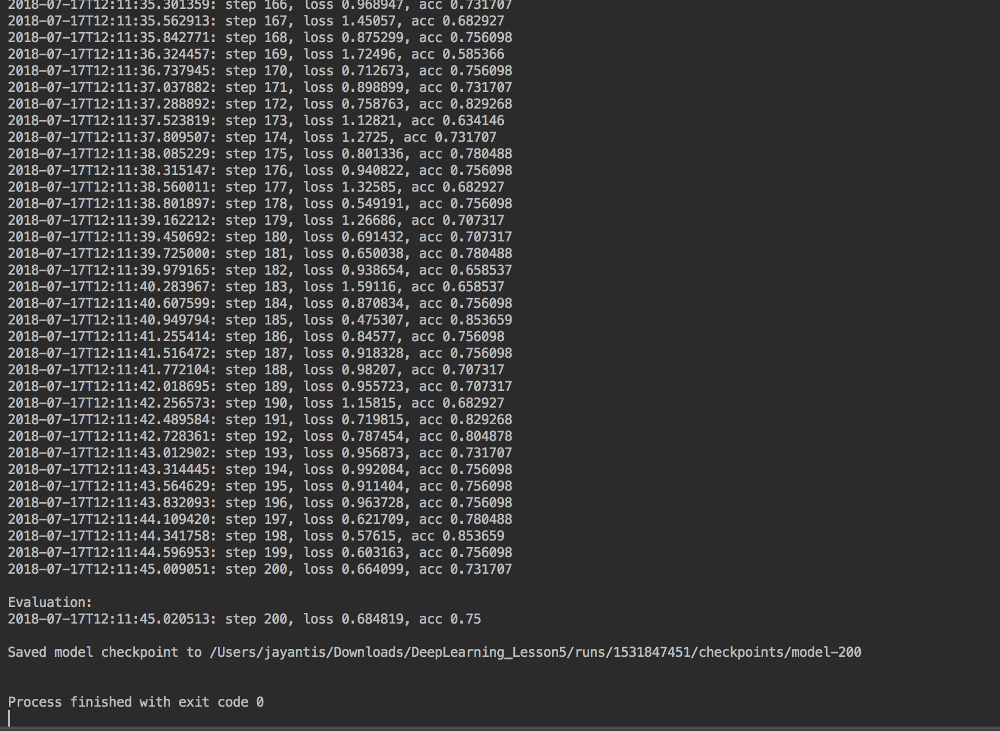 2018-07-17T12:11:35.301359: step 166, loss 0.968947, acc 0.731707
2018-07-17T12:11:35.562913: step 167, loss 1.45057, acc 0.682927
2018-07-17T12:11:35.842771: step 168, loss 0.875299, acc 0.756098
2018-07-17T12:11:36.324457: step 169, loss 1.72496, acc 0.585366
2018-07-17T12:11:36.737945: step 170, loss 0.712673, acc 0.756098
2018-07-17T12:11:37.037882: step 171, loss 0.898899, acc 0.731707
2018-07-17T12:11:37.288892: step 172, loss 0.758763, acc 0.829268
2018-07-17T12:11:37.523819: step 173, loss 1.12821, acc 0.634146
2018-07-17T12:11:37.809507: step 174, loss 1.2725, acc 0.731707
2018-07-17T12:11:38.085229: step 175, loss 0.801336, acc 0.780488
2018-07-17T12:11:38.315147: step 176, loss 0.940822, acc 0.756098
2018-07-17T12:11:38.560011: step 177, loss 1.32585, acc 0.682927
2018-07-17T12:11:38.801897: step 178, loss 0.549191, acc 0.756098
2018-07-17T12:11:39.162212: step 179, loss 1.26686, acc 0.707317
2018-07-17T12:11:39.450692: step 180, loss 0.691432, acc 0.707317
2018-07-17T12:11:39.725000: step 181, loss 0.650038, acc 0.780488
2018-07-17T12:11:39.979165: step 182, loss 0.938654, acc 0.658537
2018-07-17T12:11:40.283967: step 183, loss 1.59116, acc 0.658537
2018-07-17T12:11:40.607599: step 184, loss 0.870834, acc 0.756098
2018-07-17T12:11:40.949794: step 185, loss 0.475307, acc 0.853659
2018-07-17T12:11:41.255414: step 186, loss 0.84577, acc 0.756098
2018-07-17T12:11:41.516472: step 187, loss 0.918328, acc 0.756098
2018-07-17T12:11:41.772104: step 188, loss 0.98207, acc 0.707317
2018-07-17T12:11:42.018695: step 189, loss 0.955723, acc 0.707317
2018-07-17T12:11:42.256573: step 190, loss 1.15815, acc 0.682927
2018-07-17T12:11:42.489584: step 191, loss 0.719815, acc 0.829268
2018-07-17T12:11:42.728361: step 192, loss 0.787454, acc 0.804878
2018-07-17T12:11:43.012902: step 193, loss 0.956873, acc 0.731707
2018-07-17T12:11:43.314445: step 194, loss 0.992084, acc 0.756098
2018-07-17T12:11:43.564629: step 195, loss 0.911404, acc 0.756098
2018-07-17T12:11:43.832093: step 196, loss 0.963728, acc 0.756098
2018-07-17T12:11:44.109420: step 197, loss 0.621709, acc 0.780488
2018-07-17T12:11:44.341758: step 198, loss 0.57615, acc 0.853659
2018-07-17T12:11:44.596953: step 199, loss 0.603163, acc 0.756098
2018-07-17T12:11:45.009051: step 200, loss 0.664099, acc 0.731707
Evaluation:
2018-07-17T12:11:45.020513: step 200, loss 0.684819, acc 0.75
Saved model checkpoint to /Users/jayantis/Downloads/DeepLearning_Lesson5/runs/1531847451/checkpoints/model-200
Process finished with exit code 0